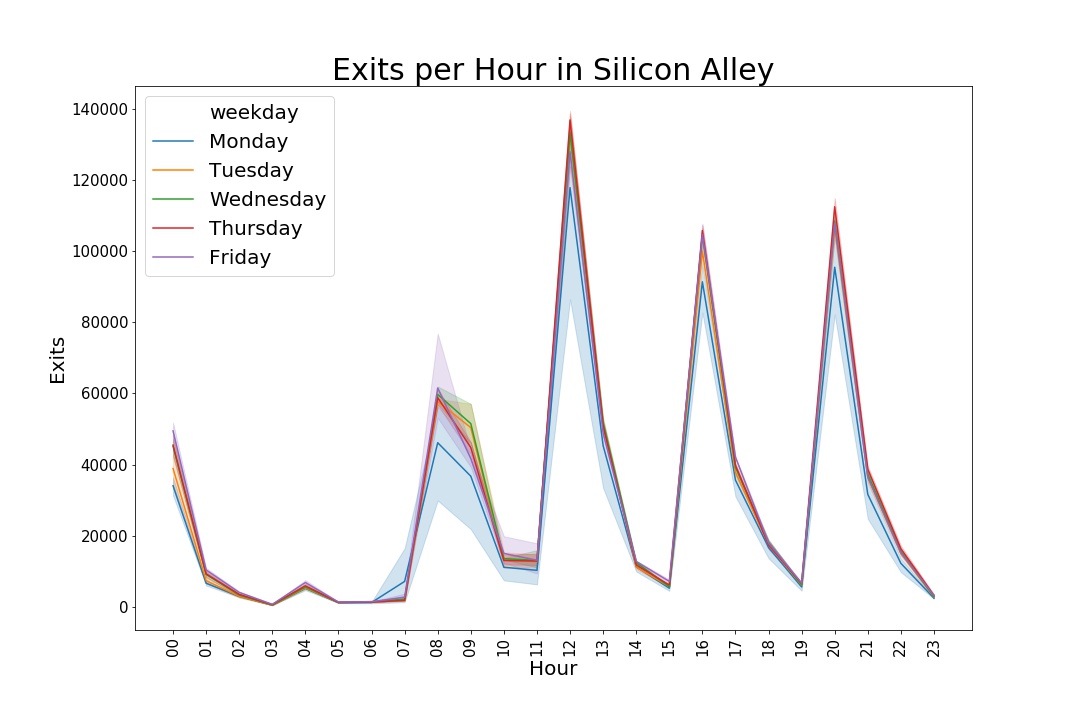 Exits per Hour in Silicon Alley
weekday
Monday
Tuesday
Wednesday
Thursday
Friday
Exits
140000
120000
100000
80000
60000
40000
20000
0
00 01 02 03 04 05 06 07 08 09 10 11 12 13 14 15 16 17 18 19 20 21 22 23
Hour